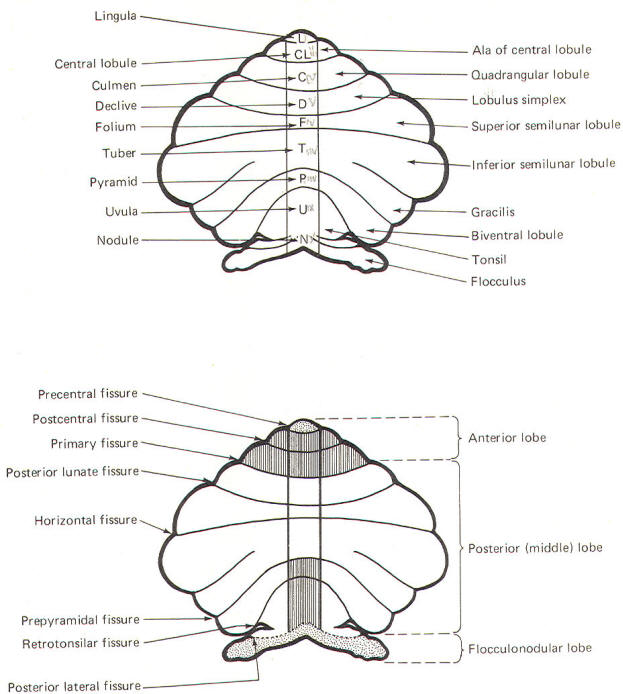 Lingula
Central lobule
Culmen
Declive
Folium
Tuber
Pyramid
Uvula
Nodule
L
CL
C
D
F
T
P
U
N
Ala of central lobule
Quadrangular lobule
Lobulus simplex
Superior semilunar lobule
Inferior semilunar lobule
Gracilis
Biventral lobule
Tonsil
Flocculus
Precentral fissure
Postcentral fissure
Primary fissure
Posterior lunate fissure
Horizontal fissure
Prepyramidal fissure
Retrotonsilar fissure
Posterior lateral fissure
Anterior lobe
Posterior (middle) lobe
Flocculonodular lobe